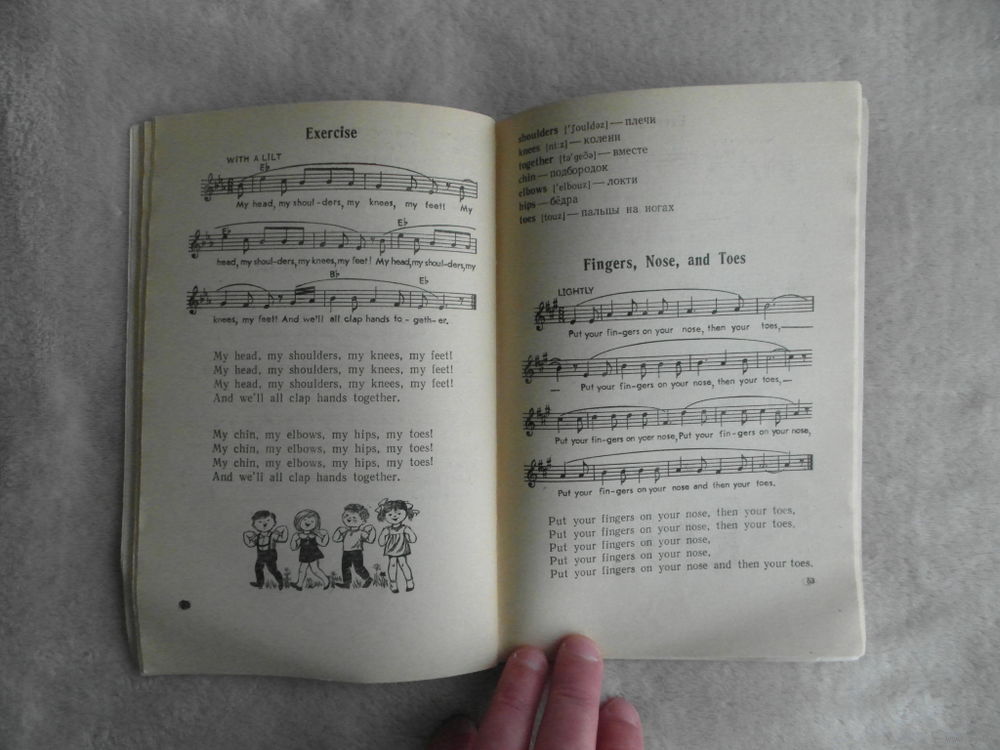 Exercise
WITH A LILT
Eb
My head, my shoul-ders, my knees, my feet! My
Eb
head, my shoul-ders, my knees, my feet! My head, my shoul-ders, my
Bb Eb
knees, my feet! And we'll all clap hands to-geth-er.
My head, my shoulders, my knees, my feet!
My head, my shoulders, my knees, my feet!
My head, my shoulders, my knees, my feet!
And we'll all clap hands together.
My chin, my elbows, my hips, my toes!
My chin, my elbows, my hips, my toes!
My chin, my elbows, my hips, my toes!
And we'll all clap hands together.
shoulders ['ʃouldəz] — плечи
knees [ni:z] — колени
together [tə'geðə] — вместе
chin — подбородок
elbows ['elbouz] — локти
hips — бёдра
toes [touz] — пальцы на ногах
Fingers, Nose, and Toes
LIGHTLY
Put your fin-gers on your nose, then your toes,
Put your fin-gers on your nose, then your toes,
Put your fin-gers on your nose, Put your fin-gers on your nose,
Put your fin-gers on your nose and then your toes.
Put your fingers on your nose, then your toes,
Put your fingers on your nose, then your toes,
Put your fingers on your nose,
Put your fingers on your nose,
Put your fingers on your nose and then your toes.
53